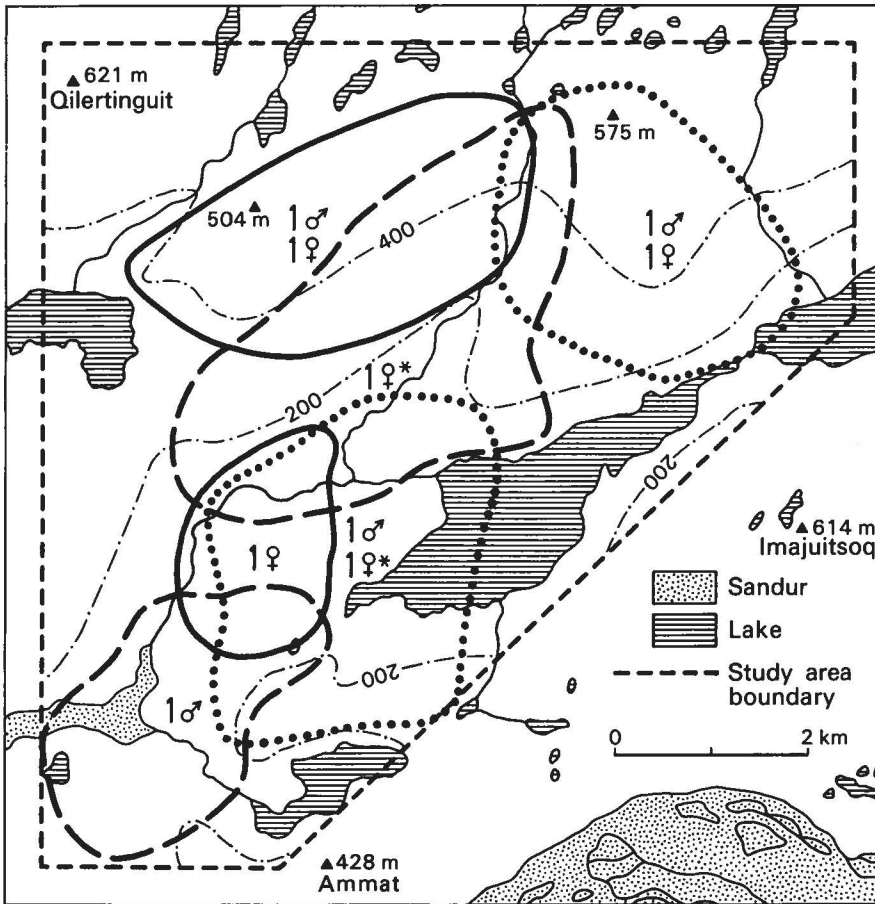 ▲621 m
Qilertinguit
▲
575 m
504 m▲
1♂
1♀
400
1♂
1♀
1♀*
200
200
1♂
1♀*
1♀
▲614 m
Imajuitsoq
Sandur
Lake
Study area
boundary
200
1♂
0 2 km
▲428 m
Ammat